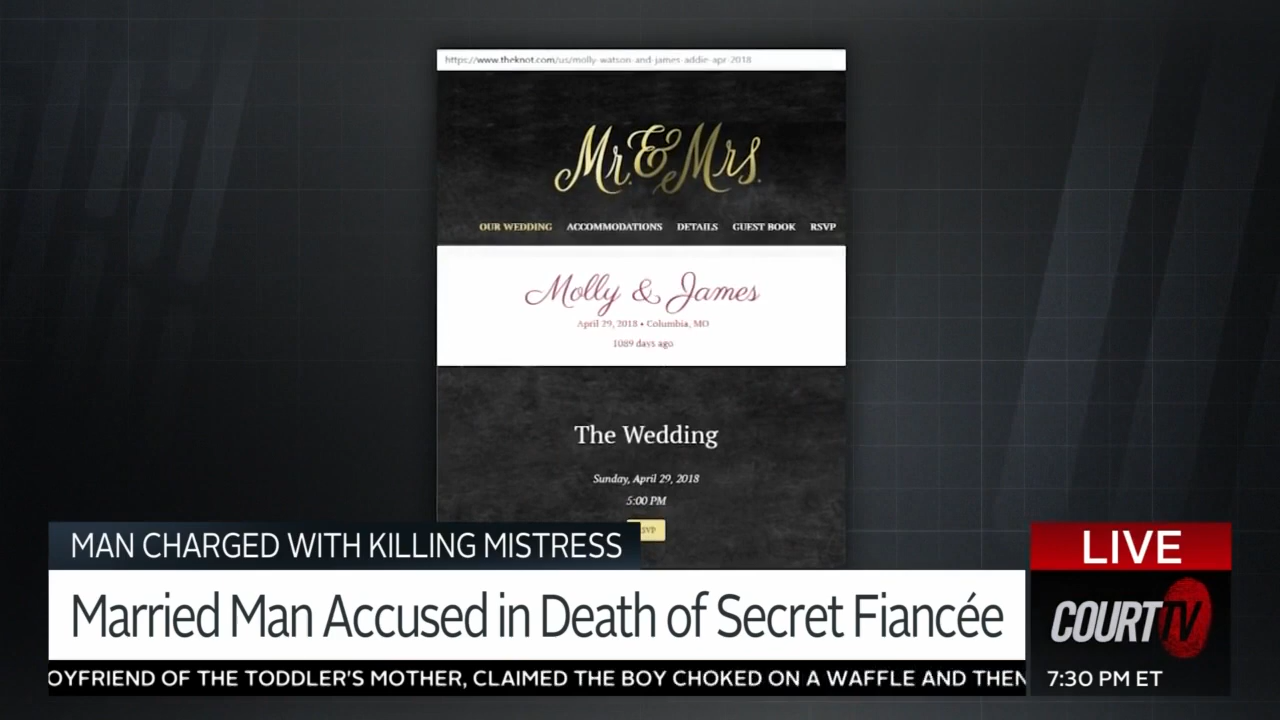 https://www.theknot.com/us/molly-watson-and-james-addie-apr-2018
Mr. & Mrs.
OUR WEDDING ACCOMMODATIONS DETAILS GUEST BOOK RSVP
Molly & James
April 29, 2018 • Columbia, MO
1089 days ago
The Wedding
Sunday, April 29, 2018
5:00 PM
SVP
MAN CHARGED WITH KILLING MISTRESS
Married Man Accused in Death of Secret Fiancée
OYFRIEND OF THE TODDLER'S MOTHER, CLAIMED THE BOY CHOKED ON A WAFFLE AND THEN
LIVE
COURT TV
7:30 PM ET